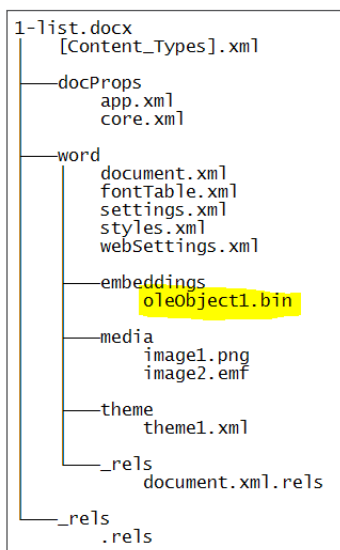 1-list.docx
[Content_Types].xml
docProps
app.xml
core.xml
word
document.xml
fontTable.xml
settings.xml
styles.xml
webSettings.xml
embeddings
oleObject1.bin
media
image1.png
image2.emf
theme
theme1.xml
_rels
document.xml.rels
_rels
.rels